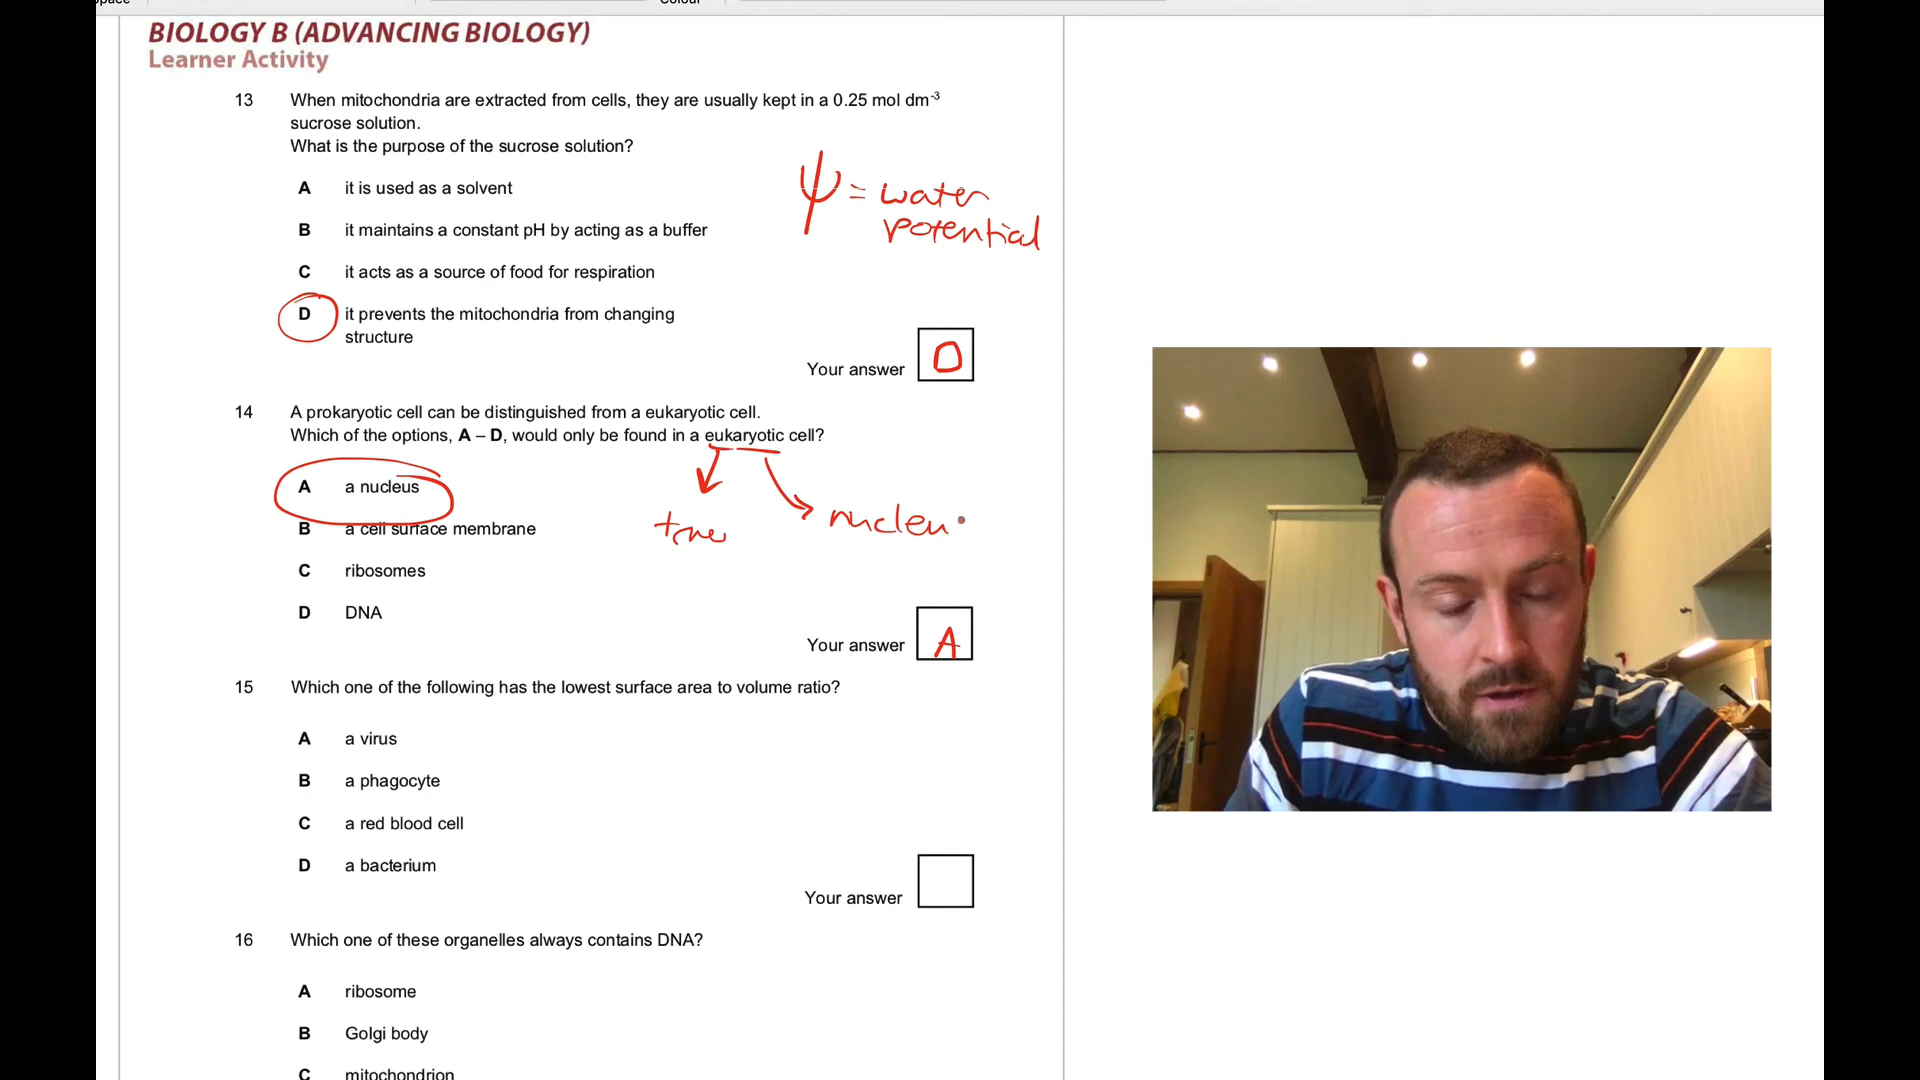 Colour
BIOLOGY B (ADVANCING BIOLOGY)
Learner Activity
13 When mitochondria are extracted from cells, they are usually kept in a 0.25 mol dm-3
sucrose solution.
What is the purpose of the sucrose solution?
A it is used as a solvent
B it maintains a constant pH by acting as a buffer
C it acts as a source of food for respiration
D it prevents the mitochondria from changing
structure
ψ = water
potential
Your answer D
14 A prokaryotic cell can be distinguished from a eukaryotic cell.
Which of the options, A – D, would only be found in a eukaryotic cell?
A a nucleus
B a cell surface membrane
C ribosomes
D DNA
true
nucleu
Your answer A
15 Which one of the following has the lowest surface area to volume ratio?
A a virus
B a phagocyte
C a red blood cell
D a bacterium
Your answer
16 Which one of these organelles always contains DNA?
A ribosome
B Golgi body
C mitochondrion